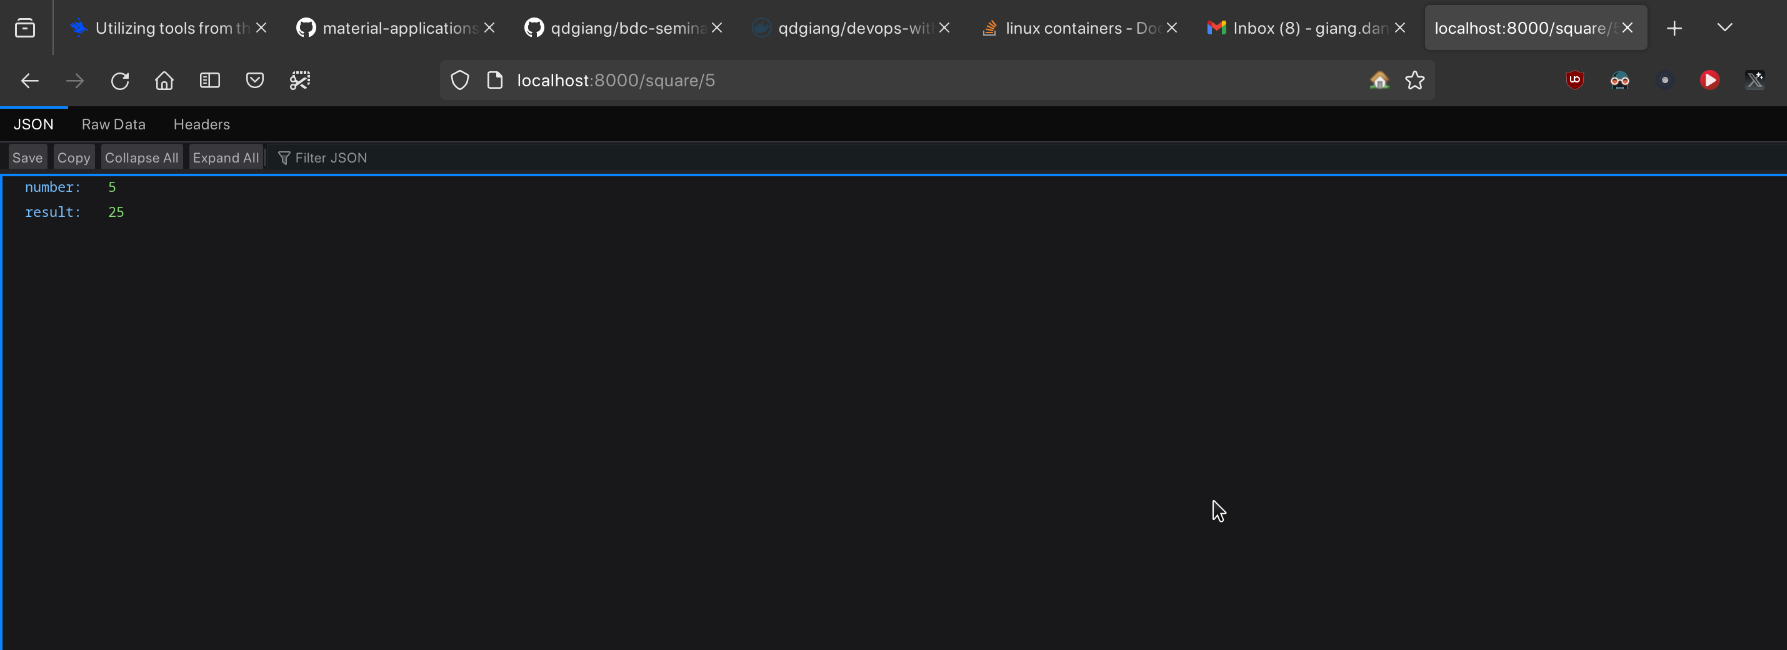 Utilizing tools from th
material-applications
qdgiang/bdc-semina
qdgiang/devops-wit
linux containers - Doc
Inbox (8) - giang.dan
localhost:8000/square/5
localhost:8000/square/5
JSON Raw Data Headers
Save Copy Collapse All Expand All Filter JSON
number: 5
result: 25